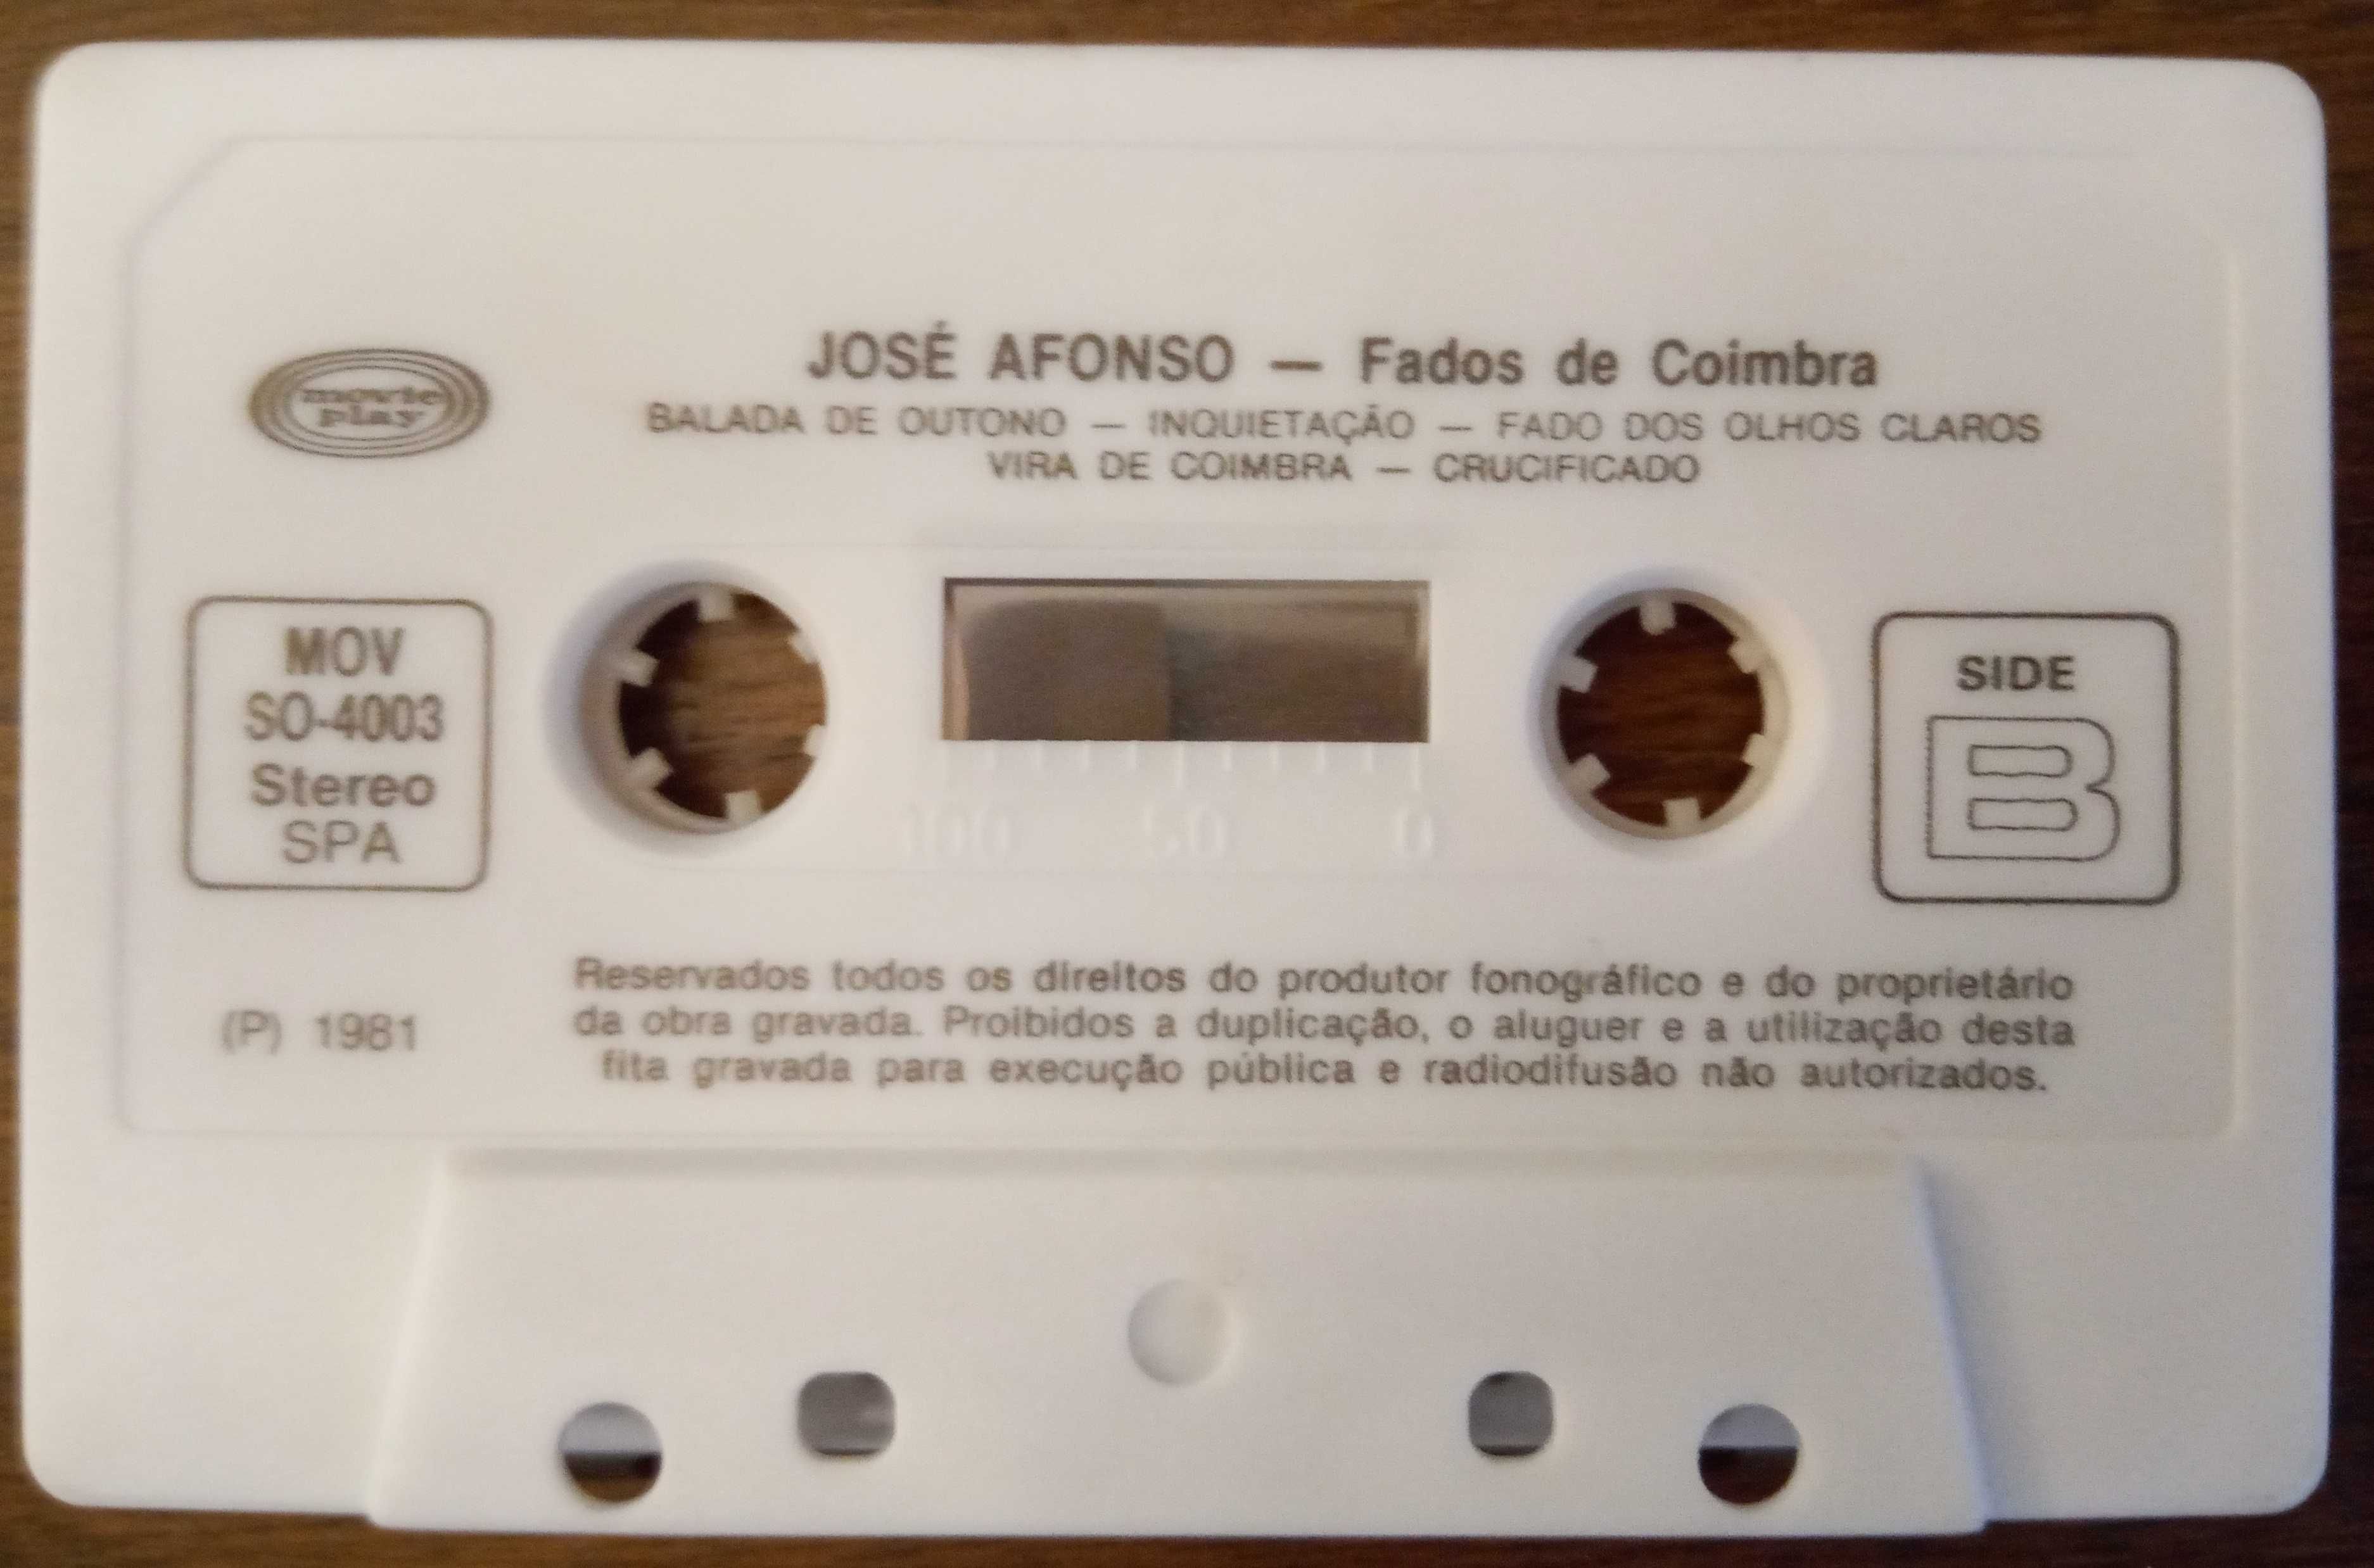 movie
play
JOSÉ AFONSO — Fados de Coimbra
BALADA DE OUTONO — INQUIETAÇÃO — FADO DOS OLHOS CLAROS
VIRA DE COIMBRA — CRUCIFICADO
MOV
SO-4003
Stereo
SPA
100 50 0
SIDE
B
(P) 1981
Reservados todos os direitos do produtor fonográfico e do proprietário
da obra gravada. Proibidos a duplicação, o aluguer e a utilização desta
fita gravada para execução pública e radiodifusão não autorizados.